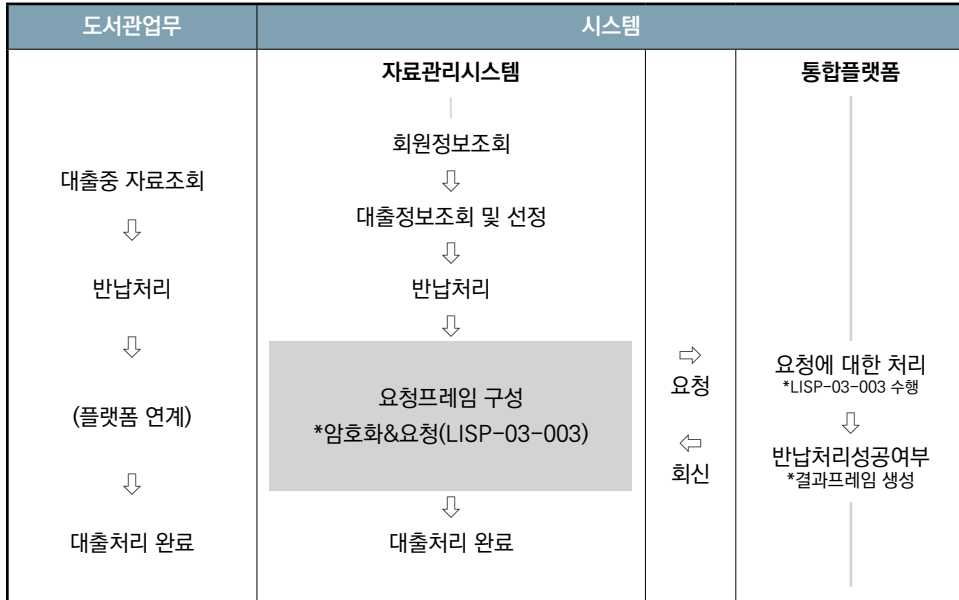 도서관업무
시스템
대출중 자료조회
반납처리
(플랫폼 연계)
대출처리 완료
자료관리시스템
회원정보조회
대출정보조회 및 선정
반납처리
요청프레임 구성
*암호화&요청(LISP-03-003)
대출처리 완료
요청
회신
통합플랫폼
요청에 대한 처리
*LISP-03-003 수행
반납처리성공여부
*결과프레임 생성